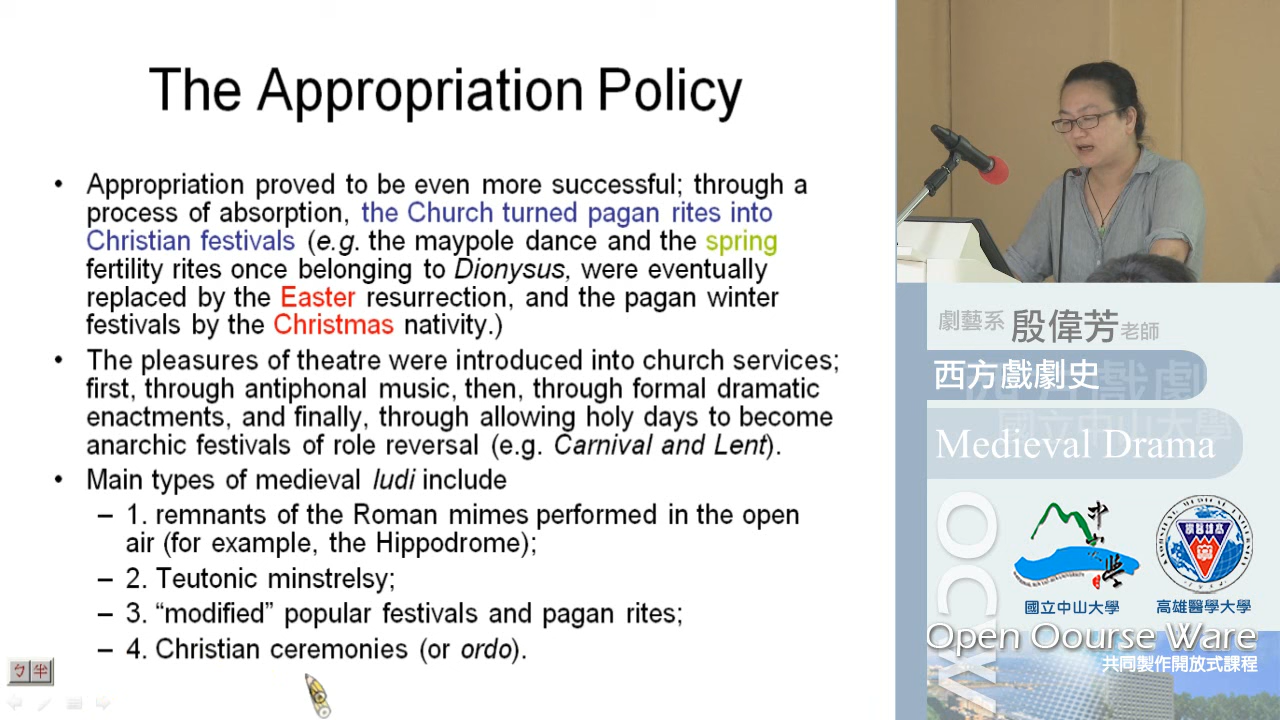 The Appropriation Policy
• Appropriation proved to be even more successful; through a
process of absorption, the Church turned pagan rites into
Christian festivals (e.g. the maypole dance and the spring
fertility rites once belonging to Dionysus, were eventually
replaced by the Easter resurrection, and the pagan winter
festivals by the Christmas nativity.)
• The pleasures of theatre were introduced into church services;
first, through antiphonal music, then, through formal dramatic
enactments, and finally, through allowing holy days to become
anarchic festivals of role reversal (e.g. Carnival and Lent).
• Main types of medieval ludi include
– 1. remnants of the Roman mimes performed in the open
air (for example, the Hippodrome);
– 2. Teutonic minstrelsy;
– 3. “modified” popular festivals and pagan rites;
– 4. Christian ceremonies (or ordo).
ㄅ半
劇藝系 殷偉芳老師
西方戲劇史
國立中山大學
Medieval Drama
OCW
國立中山大學
高雄醫學大學
Open Oourse Ware
共同製作開放式課程